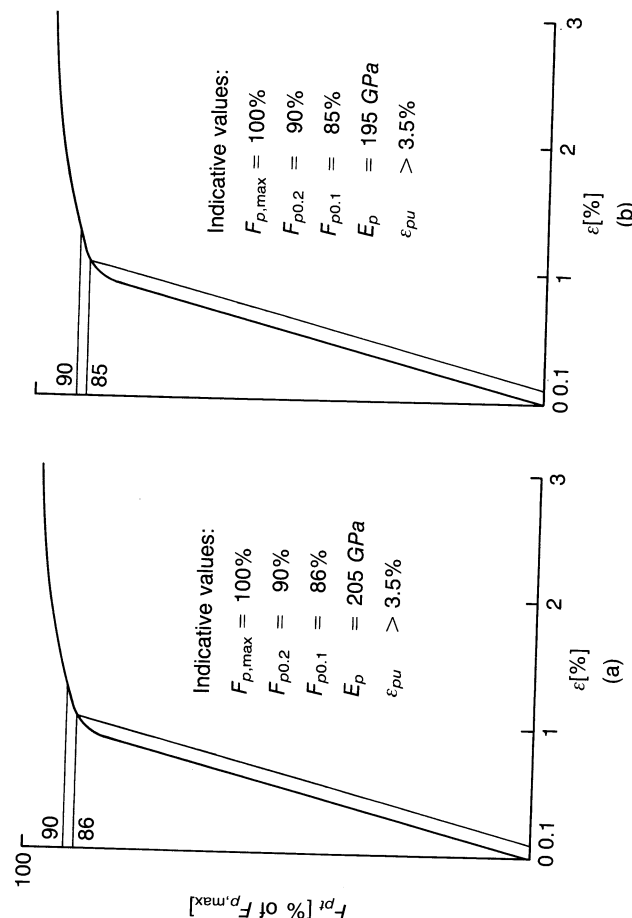 100
90
86
F_pt [% of F_p,max]
Indicative values:
F_p,max = 100%
F_p0.2 = 90%
F_p0.1 = 86%
E_p = 205 GPa
ε_pu > 3.5%
0 0.1 1 2 3
ε[%]
(a)
90
85
Indicative values:
F_p,max = 100%
F_p0.2 = 90%
F_p0.1 = 85%
E_p = 195 GPa
ε_pu > 3.5%
0 0.1 1 2 3
ε[%]
(b)